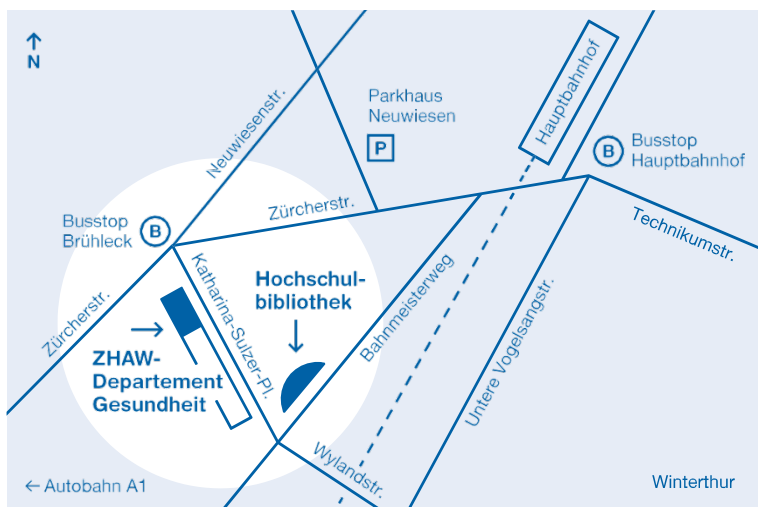 N
Neuwiesenstr.
Parkhaus
Neuwiesen
P
Hauptbahnhof
B
Busstop
Hauptbahnhof
Busstop
Brühleck
B
Zürcherstr.
Technikumstr.
Zürcherstr.
Katharina-Sulzer-Pl.
Hochschul-
bibliothek
Bahnmeisterweg
Untere Vogelsangstr.
ZHAW-
Departement
Gesundheit
Wylandstr.
← Autobahn A1
Winterthur